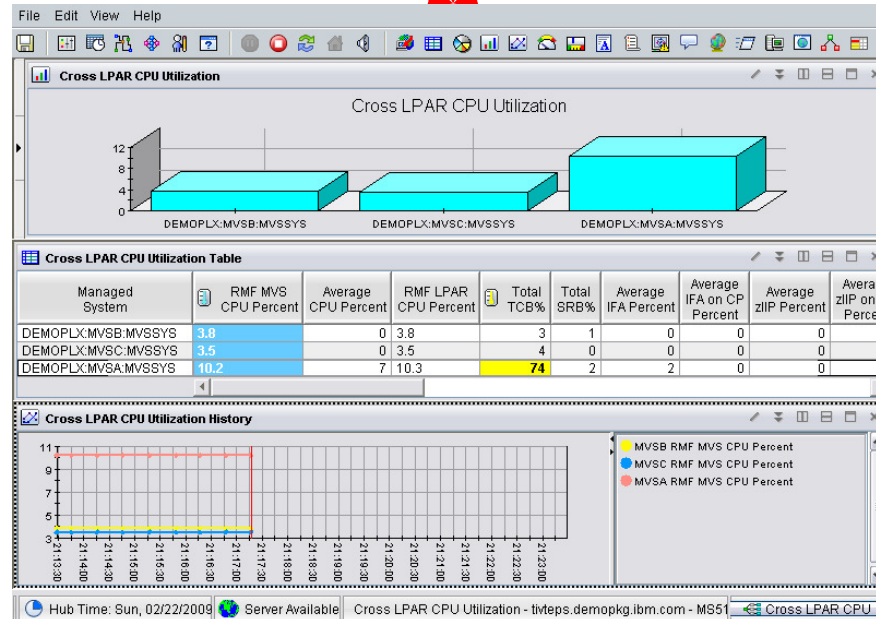 File Edit View Help
Cross LPAR CPU Utilization
Cross LPAR CPU Utilization
12
8
4
0
DEMOPLX:MVSB:MVSSYS DEMOPLX:MVSC:MVSSYS DEMOPLX:MVSA:MVSSYS
Cross LPAR CPU Utilization Table
Managed System RMF MVS CPU Percent Average CPU Percent RMF LPAR CPU Percent Total TCB% Total SRB% Average IFA Percent Average IFA on CP Percent Average zIIP Percent Avera zIIP on Perce
DEMOPLX:MVSB:MVSSYS 3.8 0 3.8 3 1 0 0 0
DEMOPLX:MVSC:MVSSYS 3.5 0 3.5 4 0 0 0 0
DEMOPLX:MVSA:MVSSYS 10.2 7 10.3 74 2 2 0 0
Cross LPAR CPU Utilization History
11
9
7
5
3
21:13:30 21:14:00 21:14:30 21:15:00 21:15:30 21:16:00 21:16:30 21:17:00 21:17:30 21:18:00 21:18:30 21:19:00 21:19:30 21:20:00 21:20:30 21:21:00 21:21:30 21:22:00 21:22:30 21:23:00
MVSB RMF MVS CPU Percent
MVSC RMF MVS CPU Percent
MVSA RMF MVS CPU Percent
Hub Time: Sun, 02/22/2009 Server Available Cross LPAR CPU Utilization - tivteps.demopkg.ibm.com - MS51 Cross LPAR CPU